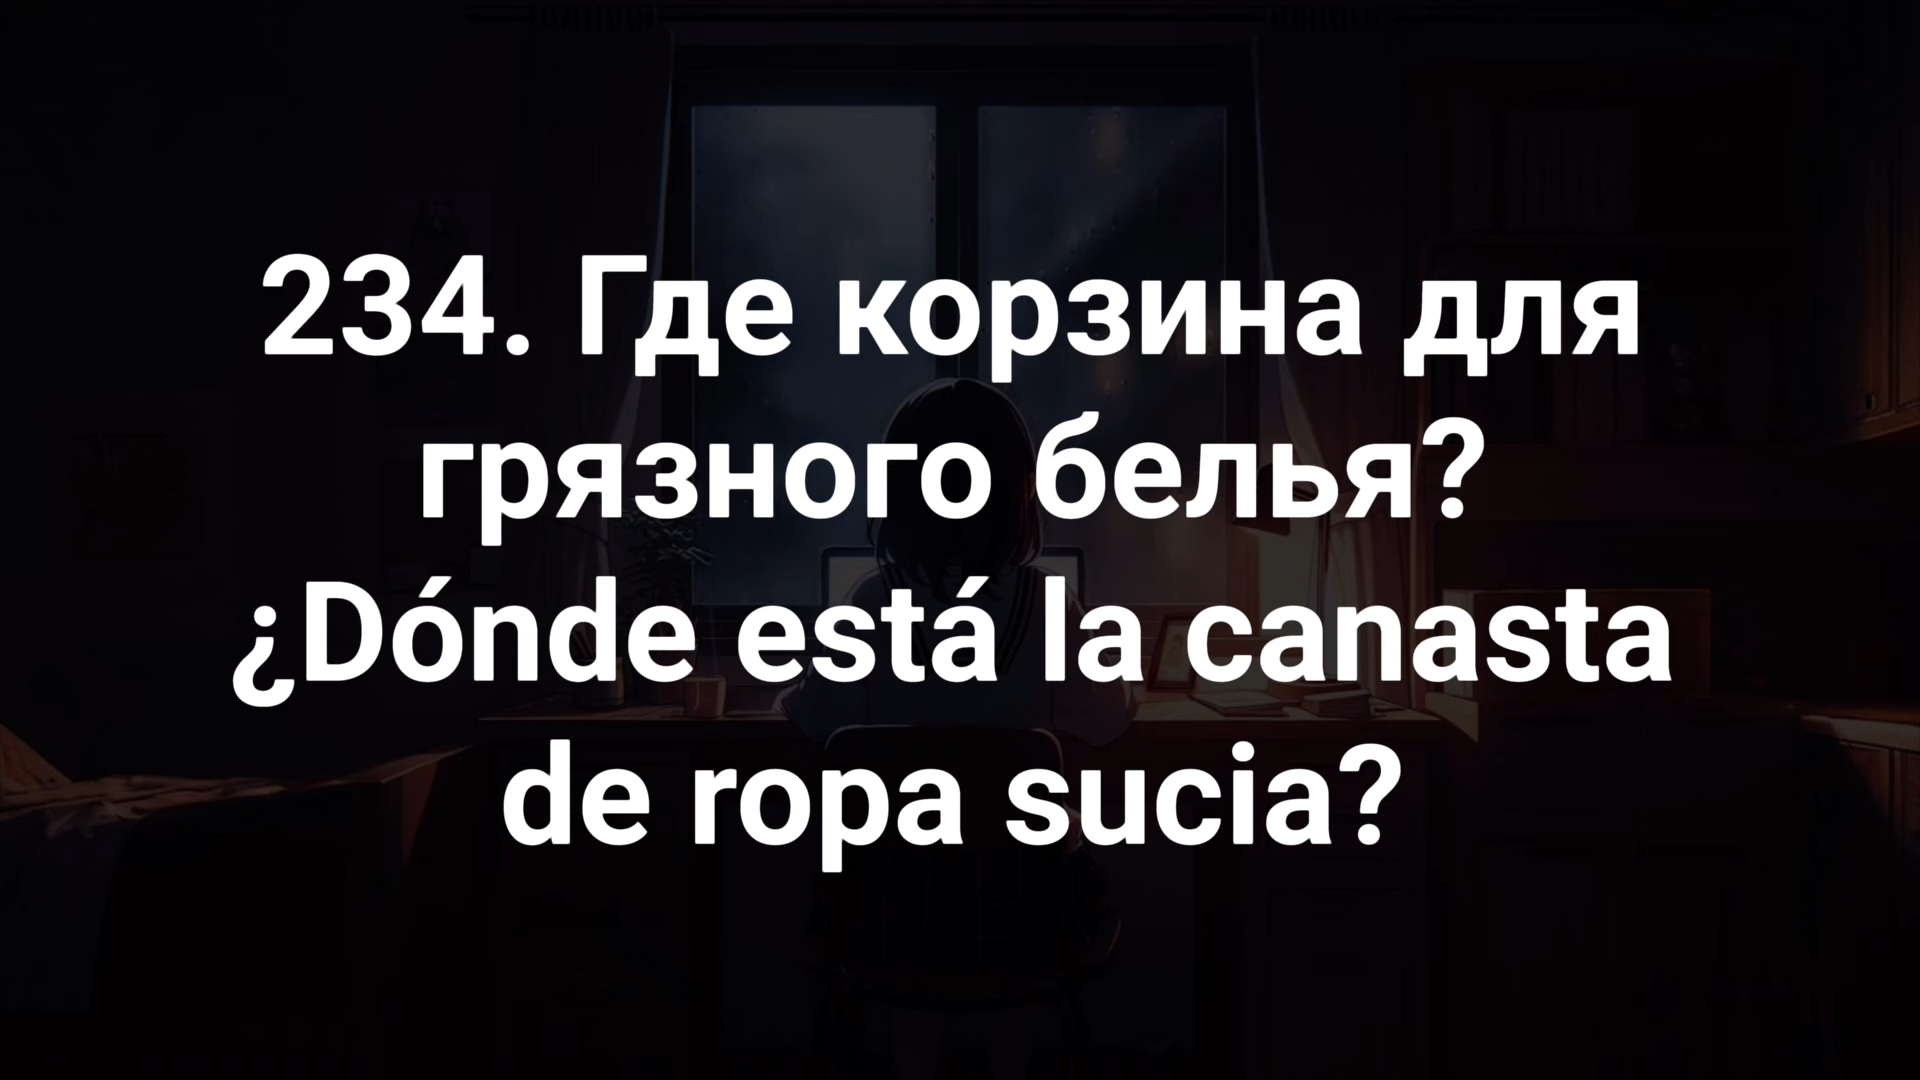 234. Где корзина для
грязного белья?
¿Dónde está la canasta
de ropa sucia?